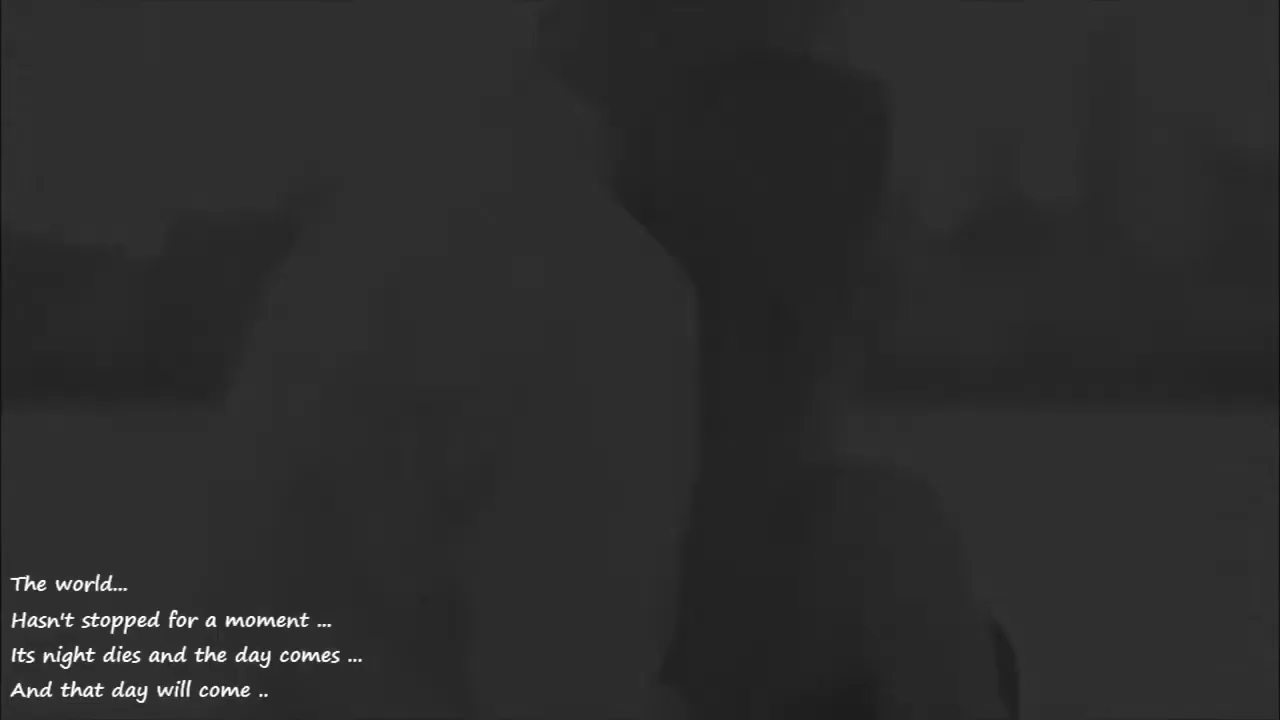 The world...
Hasn't stopped for a moment ...
Its night dies and the day comes ...
And that day will come ..